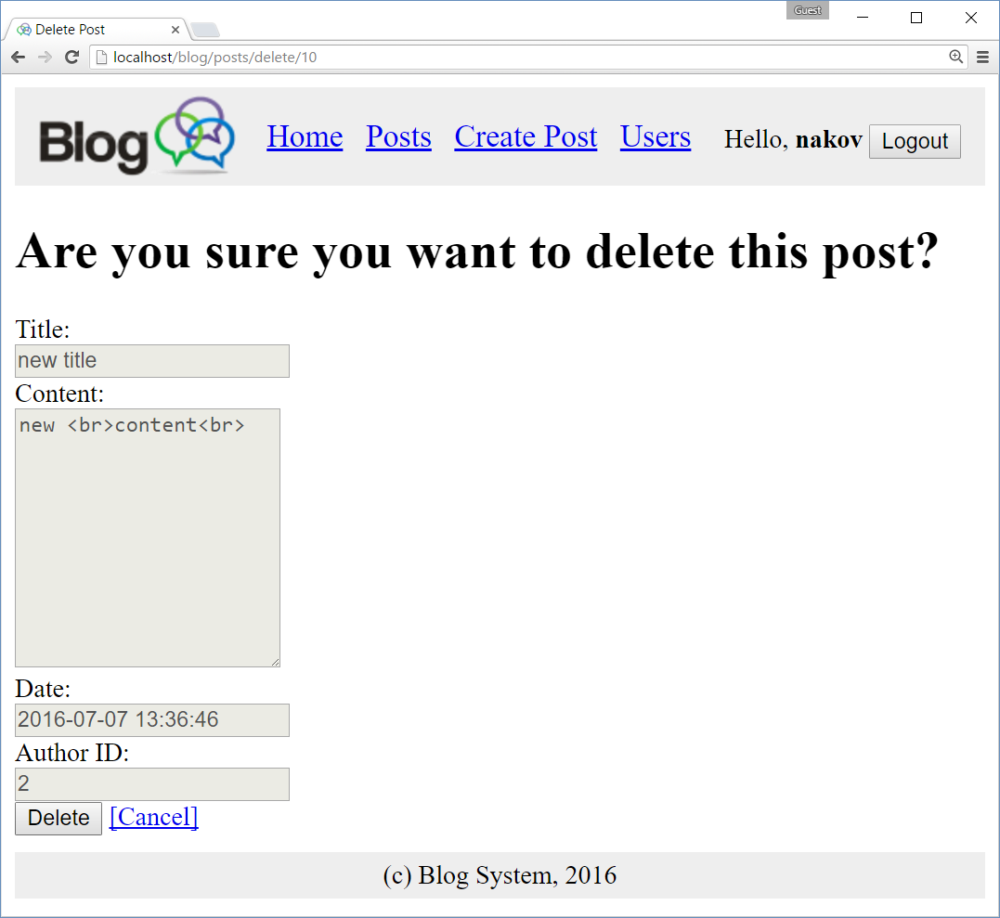 Guest
Delete Post
localhost/blog/posts/delete/10
Blog Home Posts Create Post Users Hello, nakov Logout
Are you sure you want to delete this post?
Title:
new title
Content:
new <br>content<br>
Date:
2016-07-07 13:36:46
Author ID:
2
Delete [Cancel]
(c) Blog System, 2016